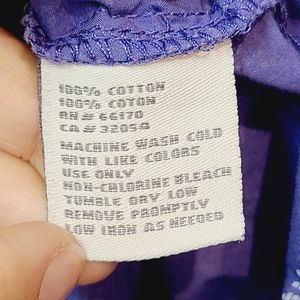 100% COTTON
100% COTON
RN# 66170
CA# 32054
MACHINE WASH COLD
WITH LIKE COLORS
USE ONLY
NON-CHLORINE BLEACH
TUMBLE DRY LOW
REMOVE PROMPTLY
LOW IRON AS NEEDED